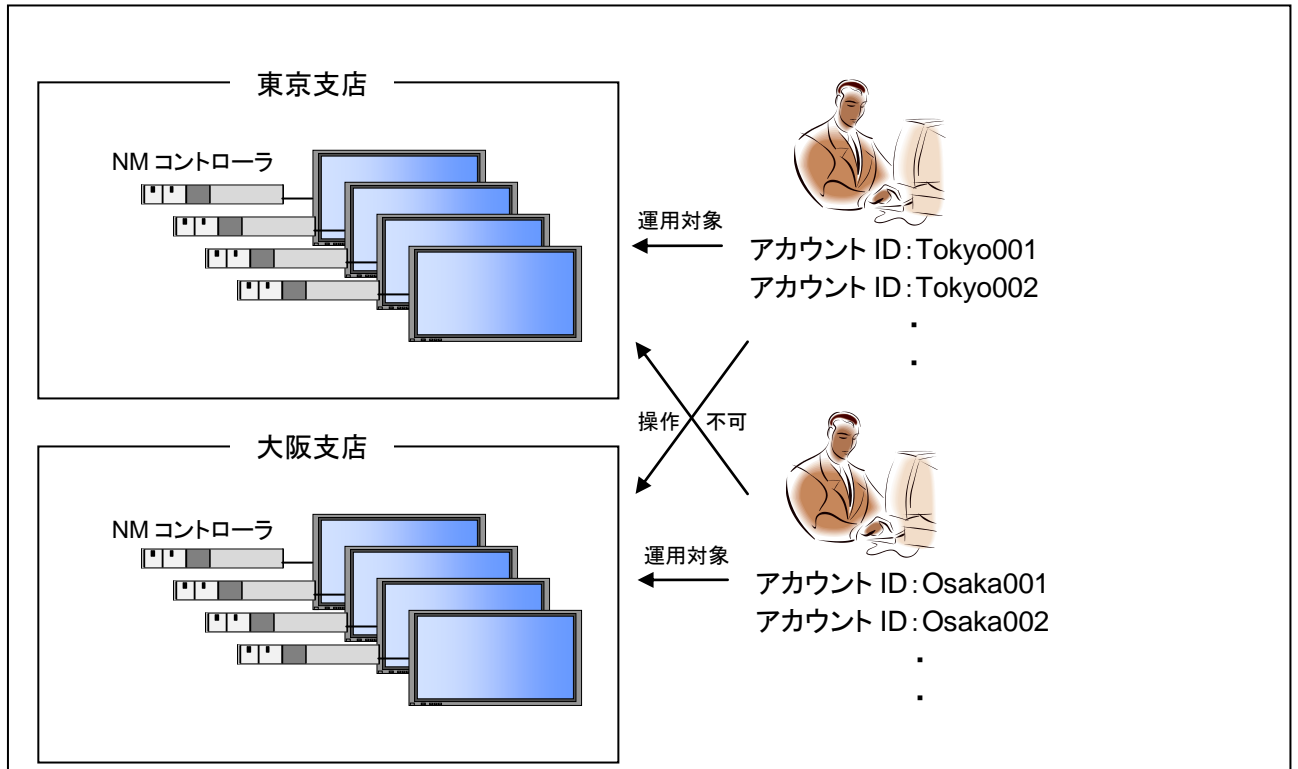 東京支店
NM コントローラ
運用対象
アカウント ID:Tokyo001
アカウント ID:Tokyo002
.
.
操作 不可
大阪支店
NM コントローラ
運用対象
アカウント ID:Osaka001
アカウント ID:Osaka002
.
.